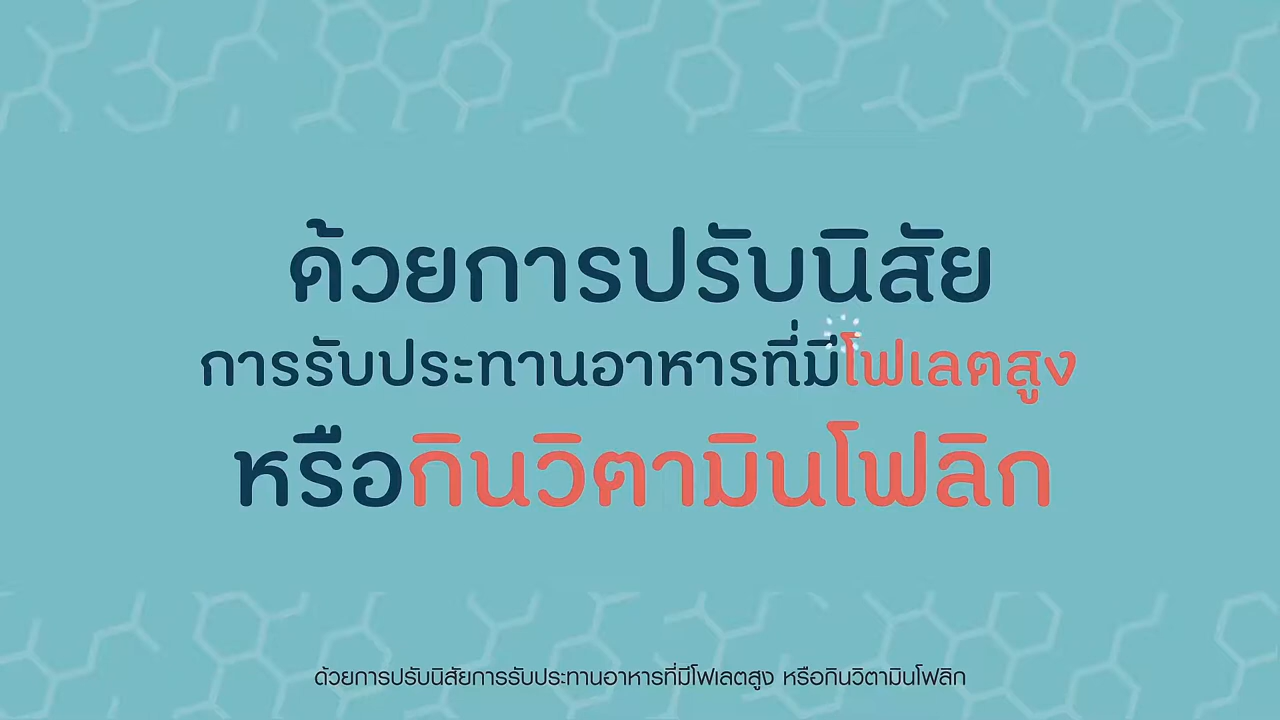 ด้วยการปรับนิสัย
การรับประทานอาหารที่มีโฟเลตสูง
หรือกินวิตามินโฟลิก
ด้วยการปรับนิสัยการรับประทานอาหารที่มีโฟเลตสูง หรือกินวิตามินโฟลิก